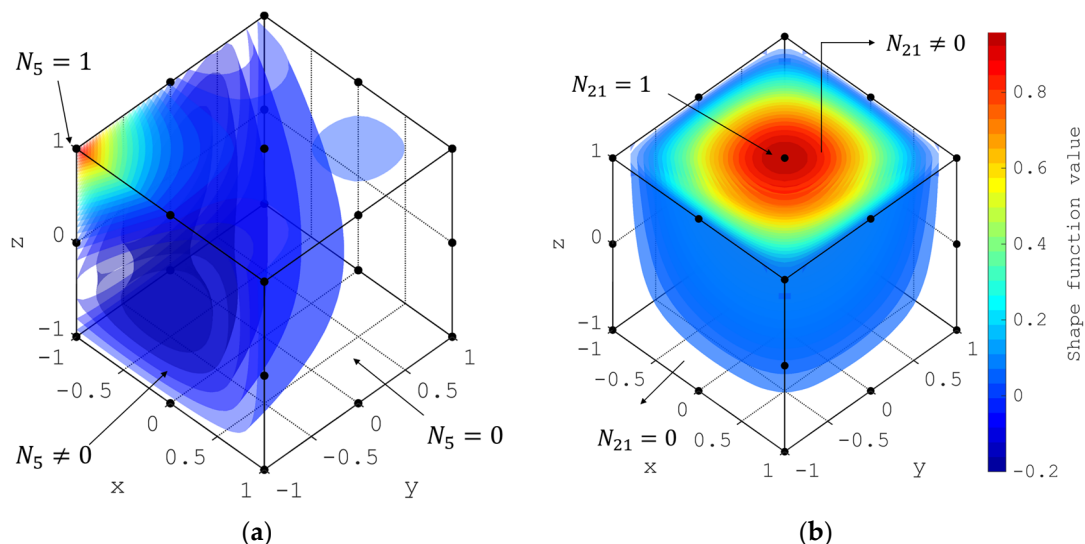 N₅ = 1
1
0
z
-1
-1
-0.5
0
0.5
1
x
-1
-0.5
0
0.5
1
y
N₅ ≠ 0
N₅ = 0
(a)
N₂₁ ≠ 0
N₂₁ = 1
1
0
z
-1
-1
-0.5
0
0.5
1
x
-1
-0.5
0
0.5
1
y
N₂₁ = 0
(b)
0.8
0.6
0.4
0.2
0
-0.2
Shape function value